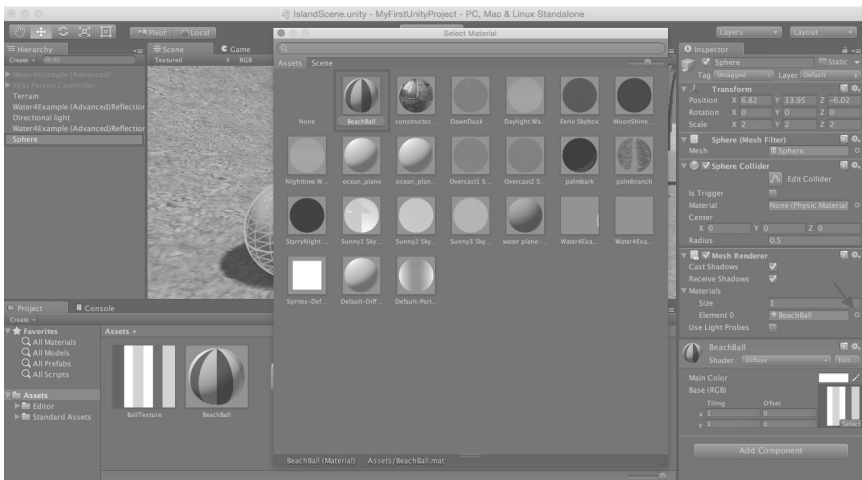 IslandScene.unity - MyFirstUnityProject - PC, Mac & Linux Standalone
Pivot Local
Layers Layout
Hierarchy
Create All
Water4Example (Advanced)
First Person Controller
Terrain
Water4Example (Advanced)Reflection
Directional light
Water4Example (Advanced)Reflection
Sphere
Scene Game
Textured RGB
Select Material
Assets Scene
None BeachBall constructor... DawnDusk ... Daylight Wa... Eerie Skybox MoonShine ...
Nighttime W... ocean_plane ocean_plan... Overcast1 S... Overcast2 S... palmbark palmbranch
StarryNight ... Sunny1 Sky... Sunny2 Sky... Sunny3 Sky... water plane-... Water4Exa... Water4Exa...
Sprites-Def... Default-Diff... Default-Part...
BeachBall (Material) Assets/BeachBall.mat
Inspector
Sphere Static
Tag Untagged Layer Default
Transform
Position X 6.82 Y 13.95 Z -6.02
Rotation X 0 Y 0 Z 0
Scale X 2 Y 2 Z 2
Sphere (Mesh Filter)
Mesh Sphere
Sphere Collider
Edit Collider
Is Trigger
Material None (Physic Material
Center
X 0 Y 0 Z 0
Radius 0.5
Mesh Renderer
Cast Shadows
Receive Shadows
Materials
Size 1
Element 0 BeachBall
Use Light Probes
BeachBall
Shader Diffuse Edit...
Main Color
Base (RGB)
Tiling Offset
x 1 0
y 1 0
Select
Add Component
Project Console
Create
Favorites
All Materials
All Models
All Prefabs
All Scripts
Assets
Editor
Standard Assets
Assets
BallTexture BeachBall